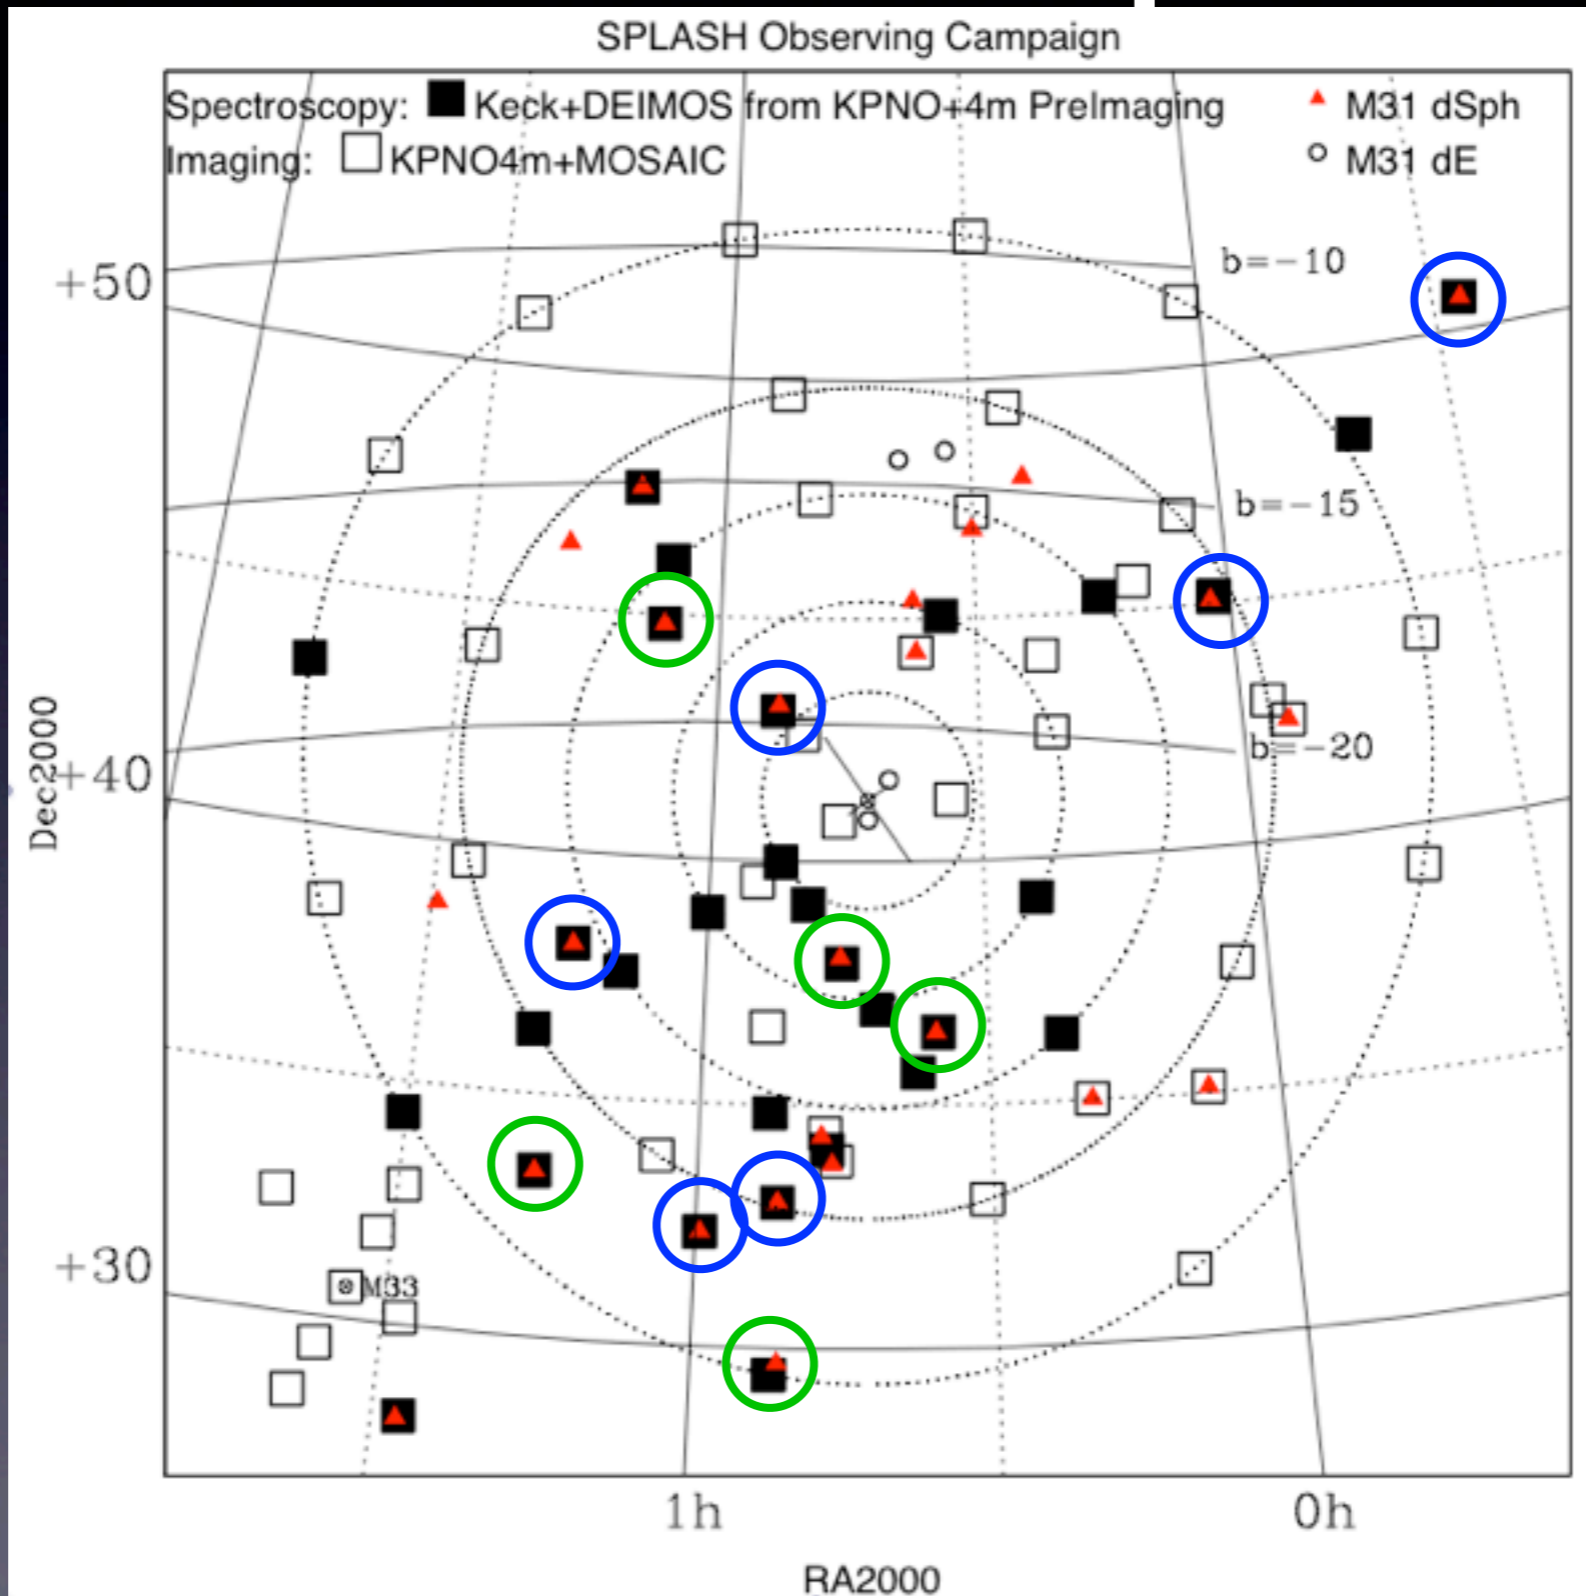 SPLASH Observing Campaign
Spectroscopy: Keck+DEIMOS from KPNO+4m PreImaging
Imaging: KPNO4m+MOSAIC
M31 dSph
M31 dE
+50
b=-10
b=-15
Dec2000
+40
b=-20
+30
M33
1h
0h
RA2000